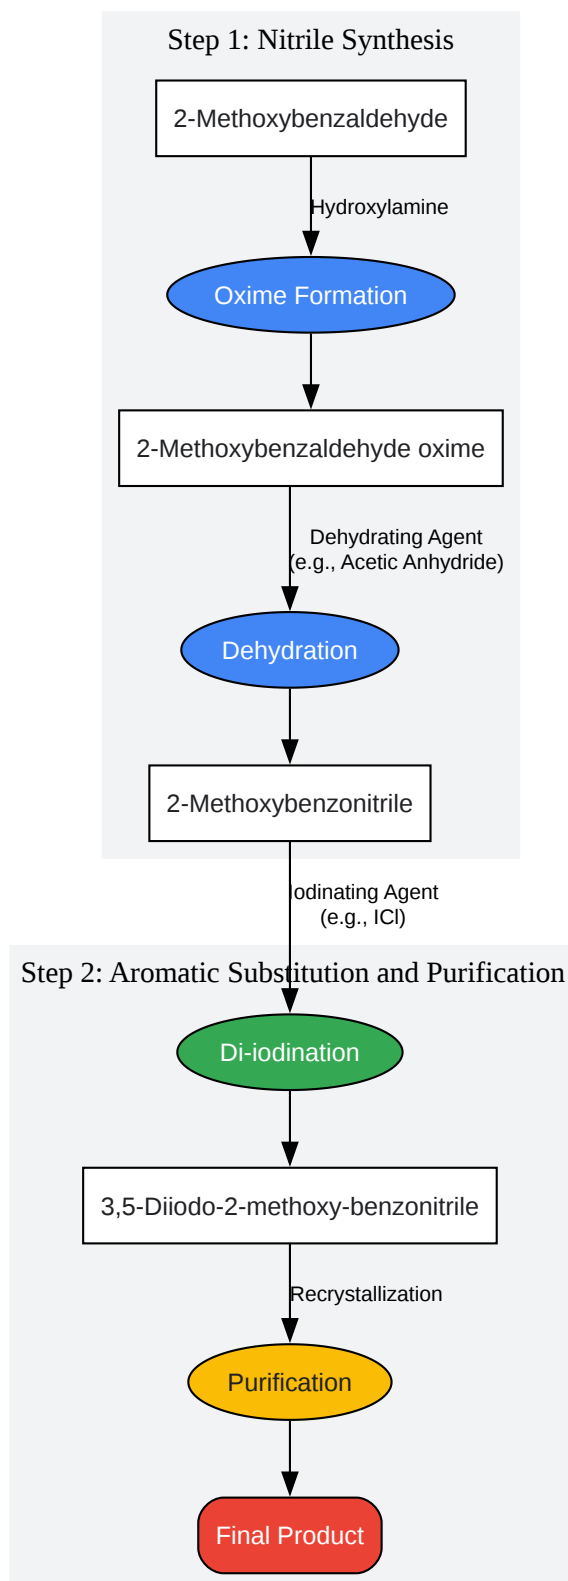 Step 1: Nitrile Synthesis
2-Methoxybenzaldehyde
Hydroxylamine
Oxime Formation
2-Methoxybenzaldehyde oxime
Dehydrating Agent
(e.g., Acetic Anhydride)
Dehydration
2-Methoxybenzonitrile
Iodinating Agent
(e.g., ICl)
Step 2: Aromatic Substitution and Purification
Di-iodination
3,5-Diiodo-2-methoxy-benzonitrile
Recrystallization
Purification
Final Product